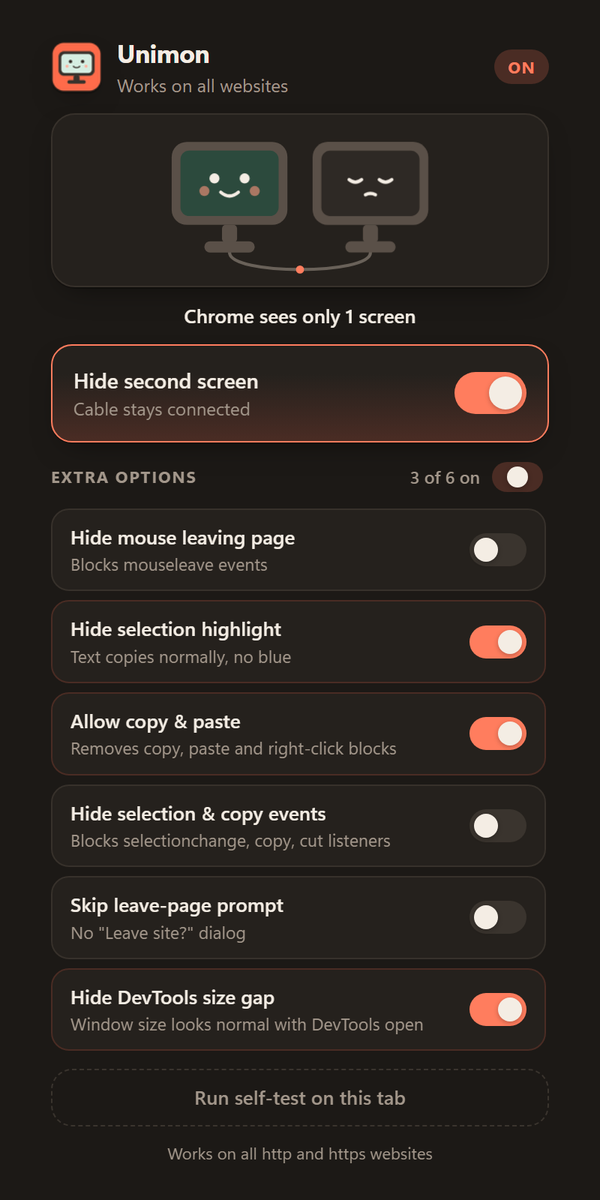 Unimon
Works on all websites
ON
Chrome sees only 1 screen
Hide second screen
Cable stays connected
EXTRA OPTIONS
3 of 6 on
Hide mouse leaving page
Blocks mouseleave events
Hide selection highlight
Text copies normally, no blue
Allow copy & paste
Removes copy, paste and right-click blocks
Hide selection & copy events
Blocks selectionchange, copy, cut listeners
Skip leave-page prompt
No "Leave site?" dialog
Hide DevTools size gap
Window size looks normal with DevTools open
Run self-test on this tab
Works on all http and https websites